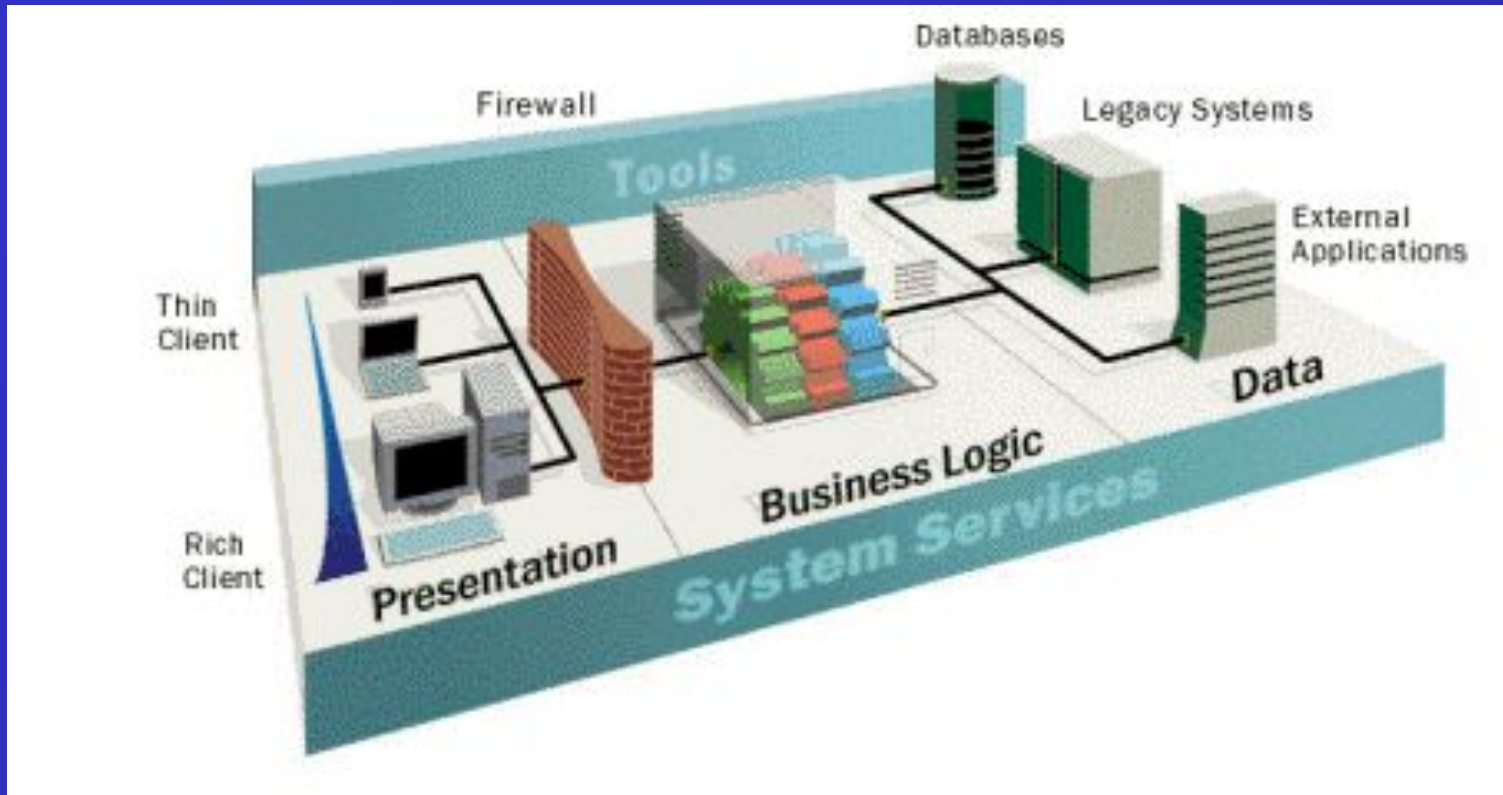 Databases
Firewall
Legacy Systems
Tools
External
Applications
Thin
Client
Data
Business Logic
System Services
Rich
Client
Presentation